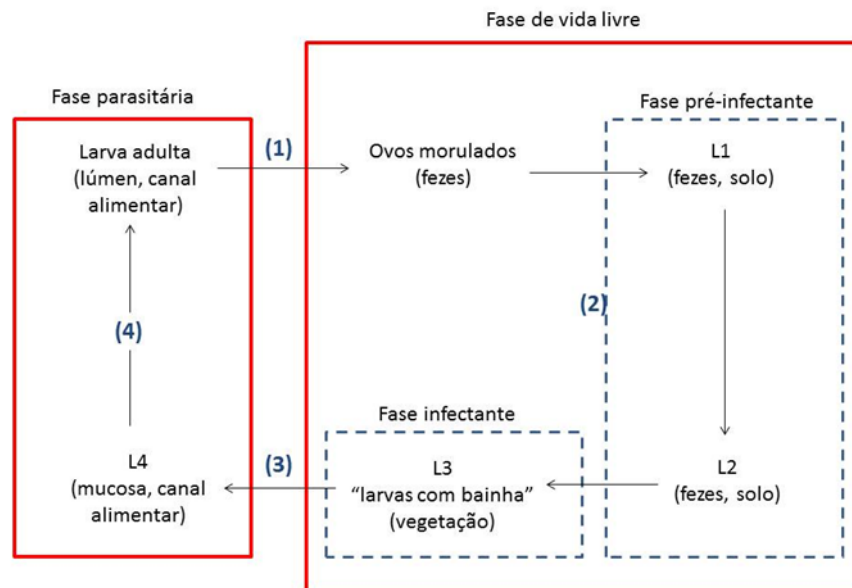 Fase de vida livre
Fase parasitária
Fase pré-infectante
Larva adulta
(lúmen, canal
alimentar)
(1)
Ovos morulados
(fezes)
L1
(fezes, solo)
(2)
(4)
Fase infectante
L4
(mucosa, canal
alimentar)
(3)
L3
“larvas com bainha”
(vegetação)
L2
(fezes, solo)